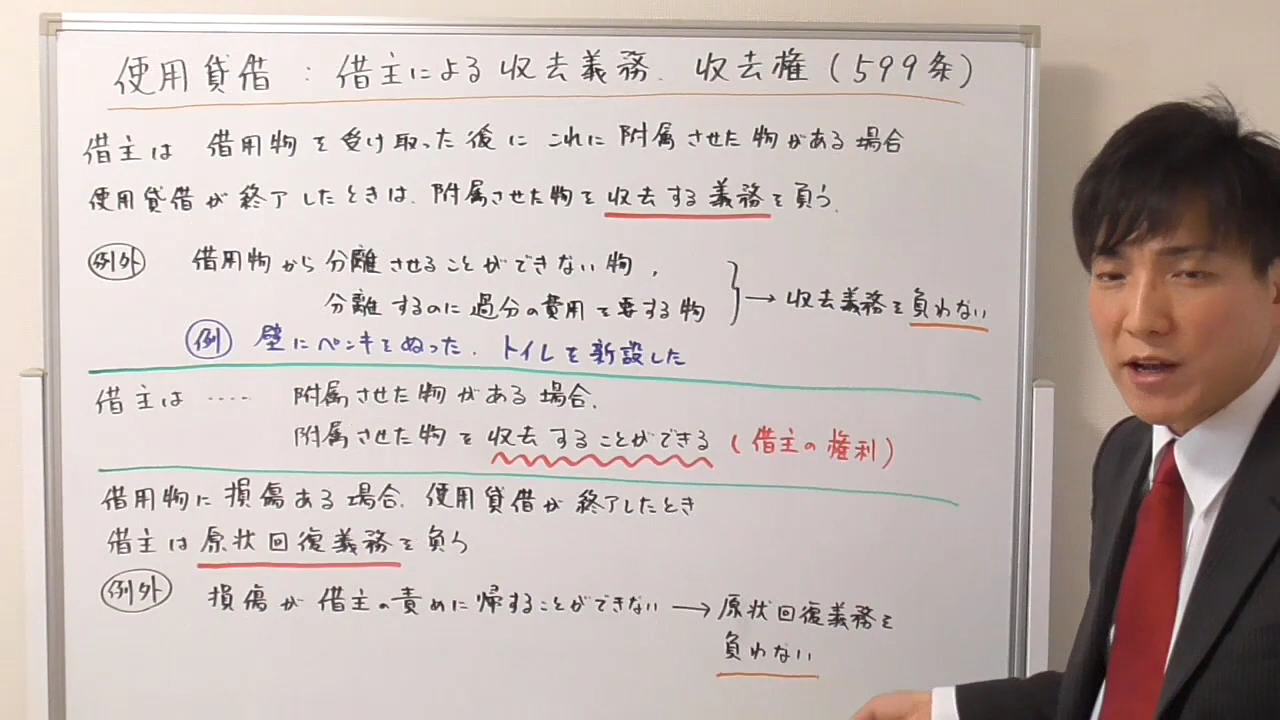 使用貸借：借主による収去義務、収去権（599条）
借主は 借用物を受け取った後にこれに附属させた物がある場合
使用貸借が終了したときは、附属させた物を収去する義務を負う。
例外 借用物から分離させることができない物、
分離するのに過分の費用を要する物 → 収去義務を負わない
例 壁にペンキをぬった、トイレを新設した
借主は …… 附属させた物がある場合、
附属させた物を収去することができる（借主の権利）
借用物に損傷ある場合、使用貸借が終了したとき
借主は原状回復義務を負う
例外 損傷が借主の責めに帰することができない → 原状回復義務を
負わない